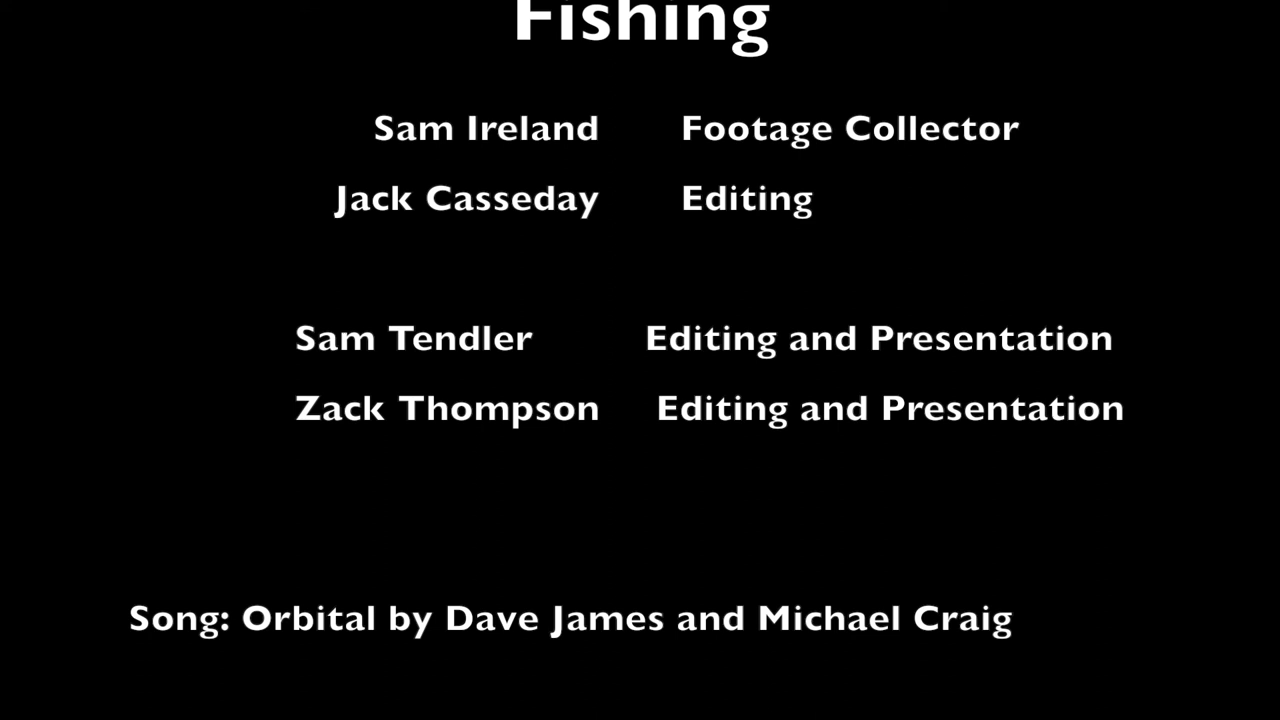 Fishing
Sam Ireland Footage Collector
Jack Casseday Editing
Sam Tendler Editing and Presentation
Zack Thompson Editing and Presentation
Song: Orbital by Dave James and Michael Craig